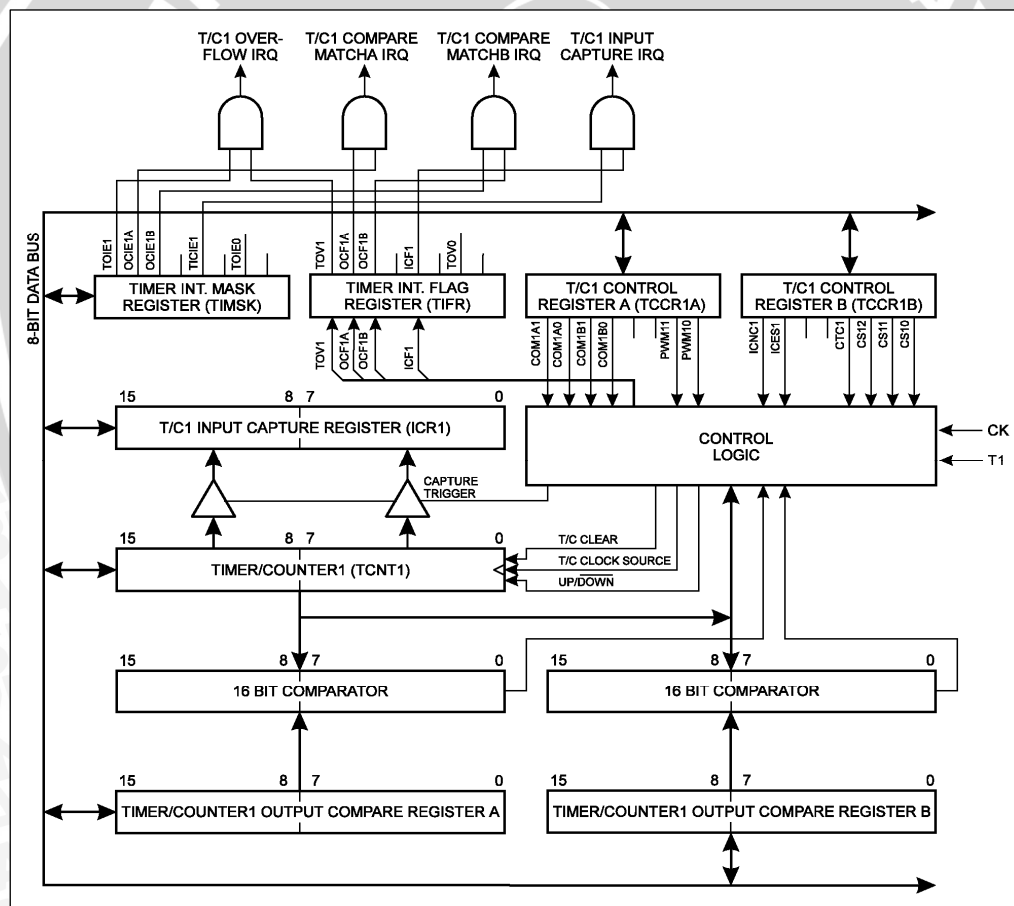 T/C1 OVER-
FLOW IRQ
T/C1 COMPARE
MATCHA IRQ
T/C1 COMPARE
MATCHB IRQ
T/C1 INPUT
CAPTURE IRQ
8-BIT DATA BUS
TOIE1
OCIE1A
OCIE1B
TICIE1
TOIE0
TOV1
OCF1A
OCF1B
ICF1
TOV0
TIMER INT. MASK
REGISTER (TIMSK)
TIMER INT. FLAG
REGISTER (TIFR)
T/C1 CONTROL
REGISTER A (TCCR1A)
T/C1 CONTROL
REGISTER B (TCCR1B)
TOV1
OCF1A
OCF1B
ICF1
COM1A1
COM1A0
COM1B1
COM1B0
PWM11
PWM10
ICNC1
ICES1
CTC1
CS12
CS11
CS10
15 8 7 0
T/C1 INPUT CAPTURE REGISTER (ICR1)
CONTROL
LOGIC
CK
T1
CAPTURE
TRIGGER
15 8 7 0
TIMER/COUNTER1 (TCNT1)
T/C CLEAR
T/C CLOCK SOURCE
UP/DOWN
15 8 7 0
16 BIT COMPARATOR
15 8 7 0
16 BIT COMPARATOR
15 8 7 0
TIMER/COUNTER1 OUTPUT COMPARE REGISTER A
15 8 7 0
TIMER/COUNTER1 OUTPUT COMPARE REGISTER B